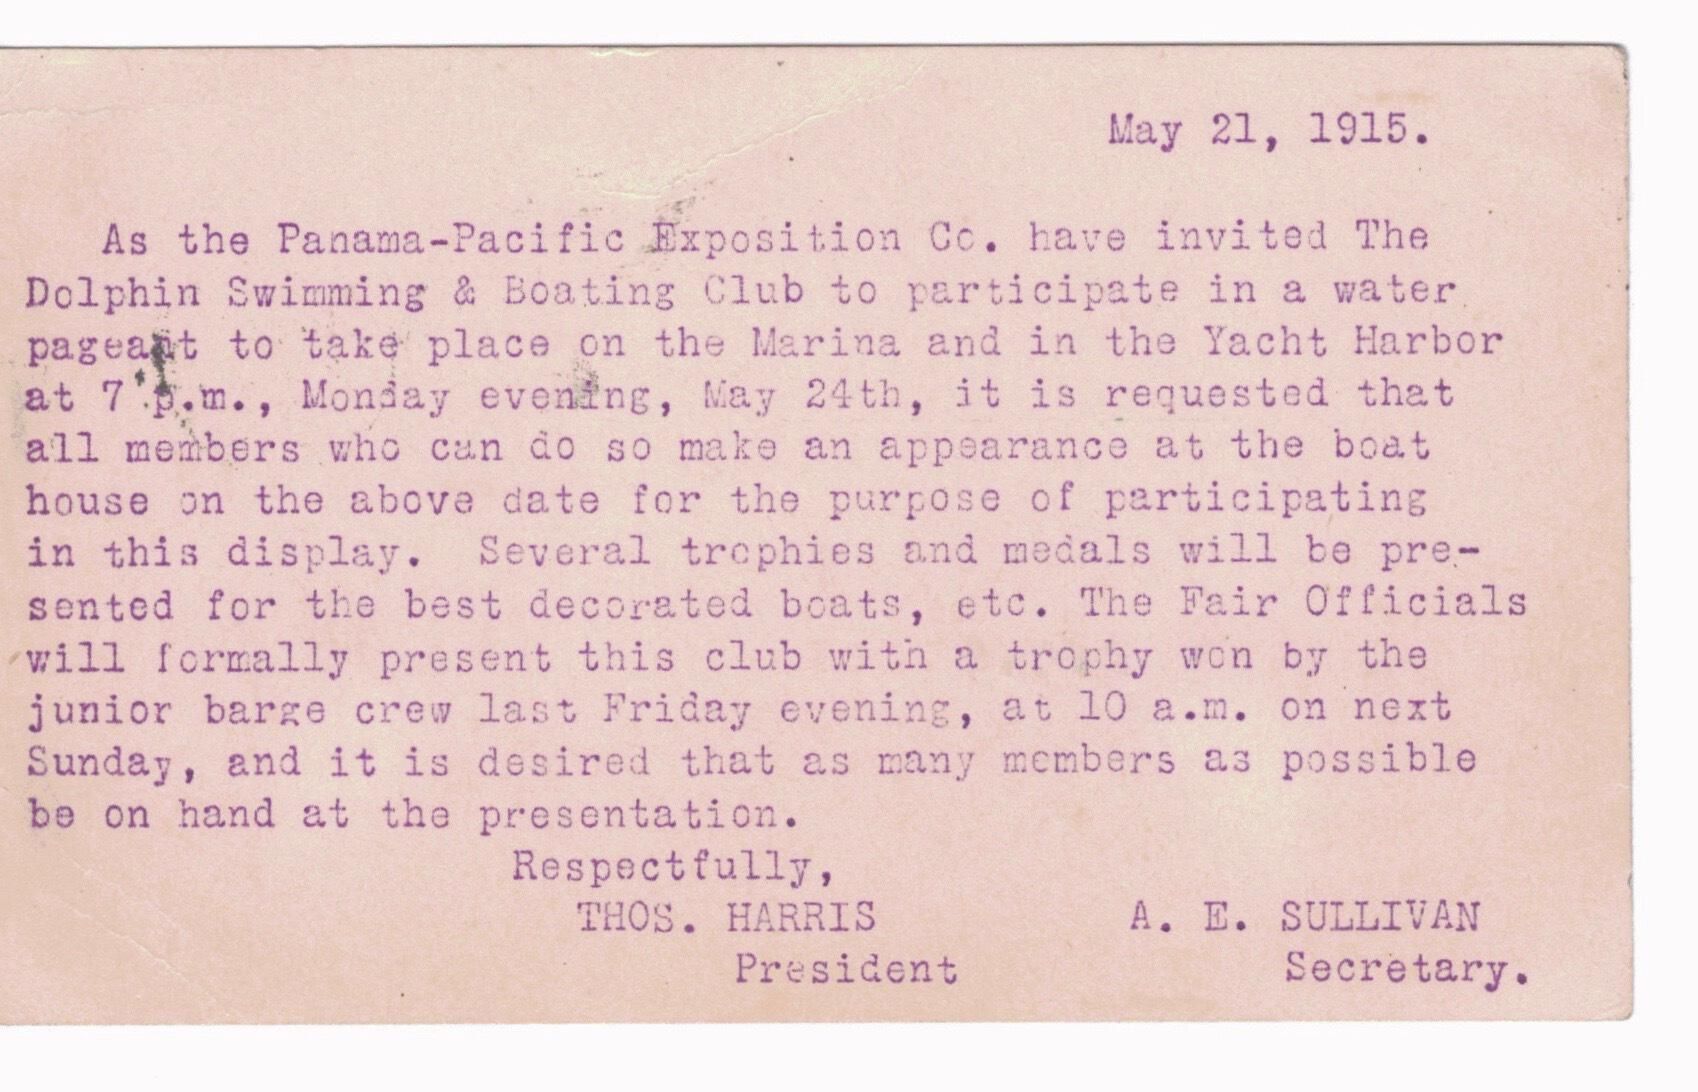 May 21, 1915.
As the Panama-Pacific Exposition Co. have invited The
Dolphin Swimming & Boating Club to participate in a water
pageant to take place on the Marina and in the Yacht Harbor
at 7 p.m., Monday evening, May 24th, it is requested that
all members who can do so make an appearance at the boat
house on the above date for the purpose of participating
in this display. Several trophies and medals will be pre-
sented for the best decorated boats, etc. The Fair Officials
will formally present this club with a trophy won by the
junior barge crew last Friday evening, at 10 a.m. on next
Sunday, and it is desired that as many members as possible
be on hand at the presentation.
Respectfully,
THOS. HARRIS A. E. SULLIVAN
President Secretary.